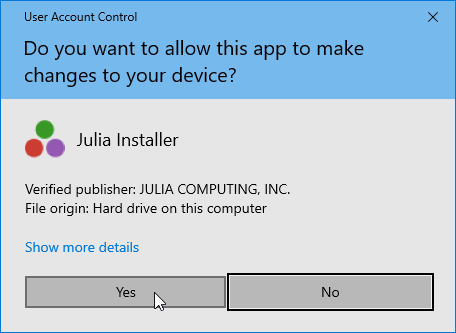 User Account Control
Do you want to allow this app to make
changes to your device?
Julia Installer
Verified publisher: JULIA COMPUTING, INC.
File origin: Hard drive on this computer
Show more details
Yes
No